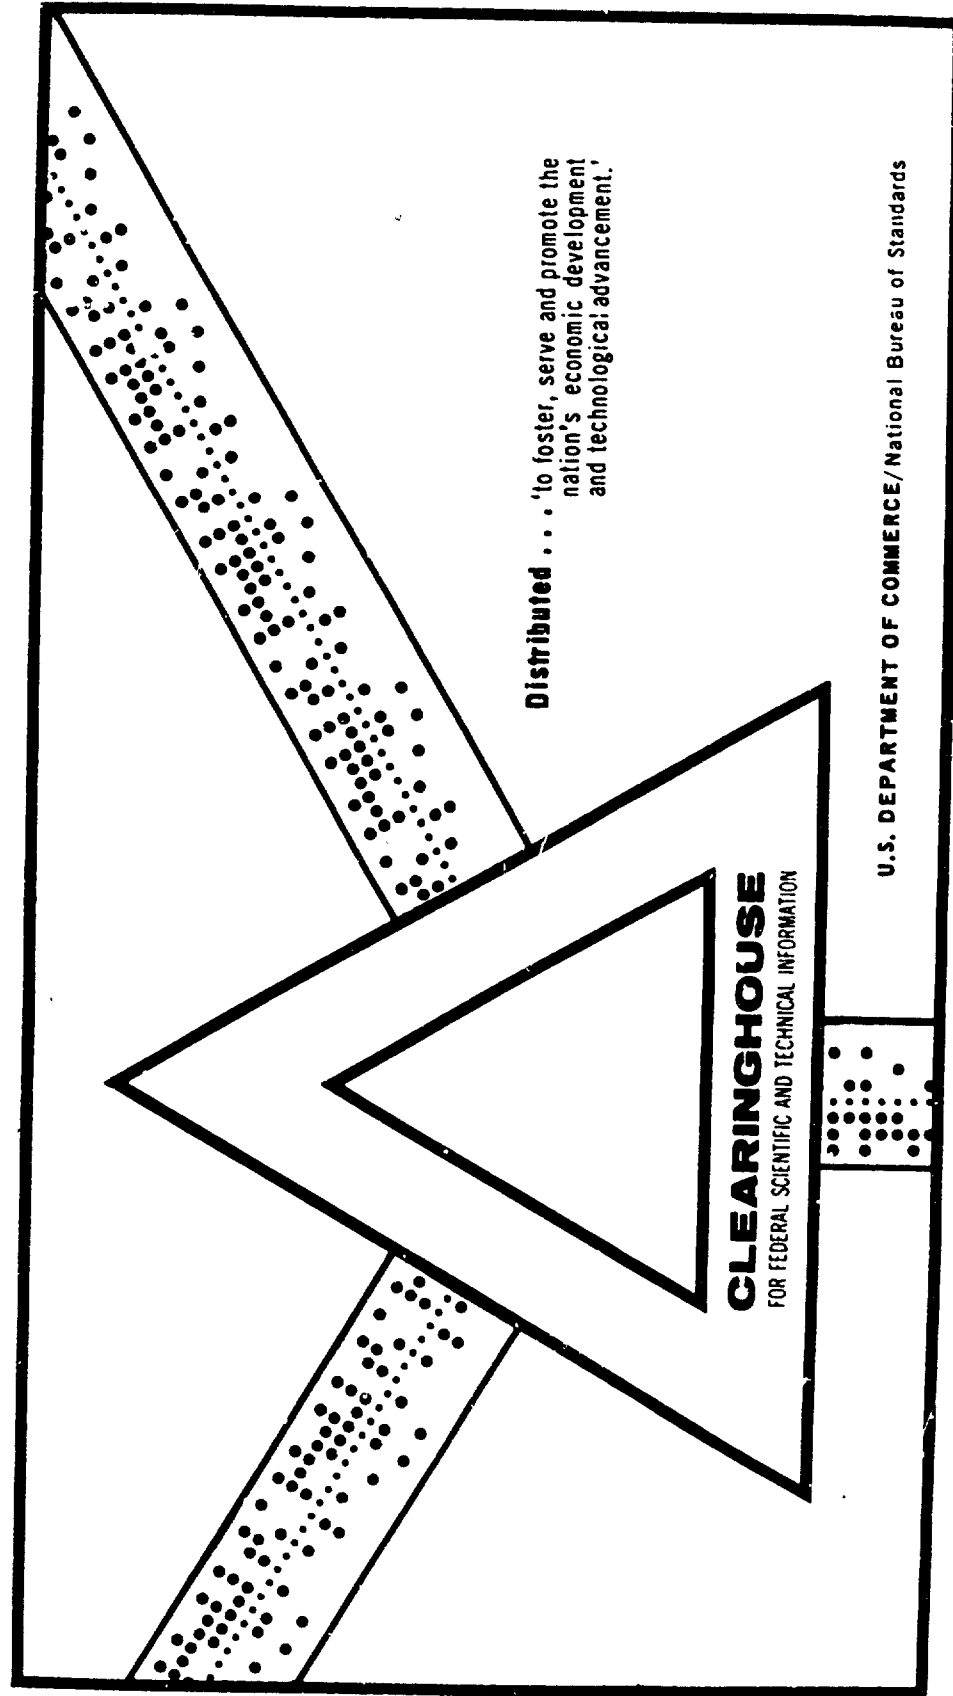 Distributed . . . 'to foster, serve and promote the
nation's economic development
and technological advancement.'
CLEARINGHOUSE
FOR FEDERAL SCIENTIFIC AND TECHNICAL INFORMATION
U.S. DEPARTMENT OF COMMERCE/National Bureau of Standards